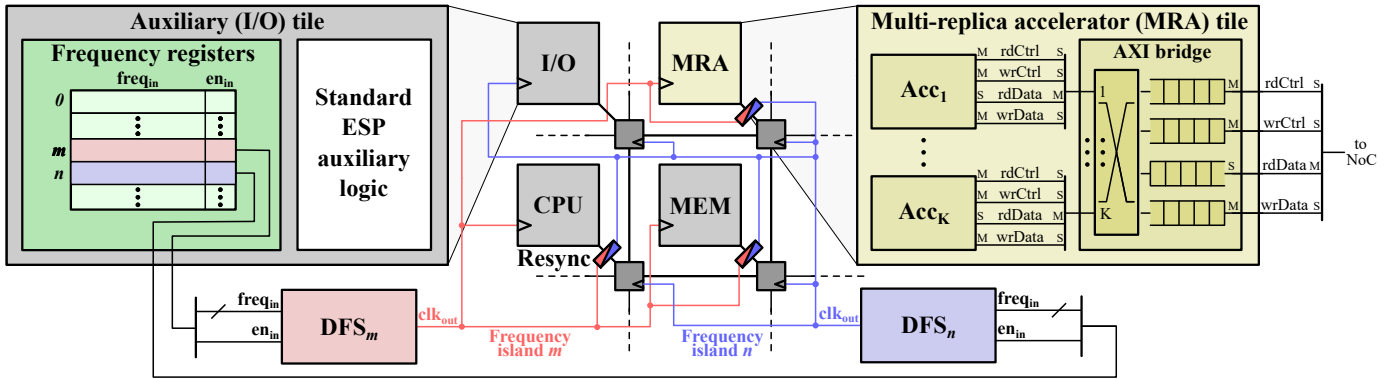 Auxiliary (I/O) tile
Frequency registers
freq_in en_in
0
m
n
Standard
ESP
auxiliary
logic
I/O
MRA
CPU
MEM
Resync
Multi-replica accelerator (MRA) tile
Acc_1
M rdCtrl S
M wrCtrl S
S rdData M
M wrData S
Acc_K
M rdCtrl S
M wrCtrl S
S rdData M
M wrData S
AXI bridge
1
K
M rdCtrl S
M wrCtrl S
S rdData M
M wrData S
to
NoC
freq_in
en_in
DFS_m
clk_out
Frequency
island m
Frequency
island n
clk_out
DFS_n
freq_in
en_in